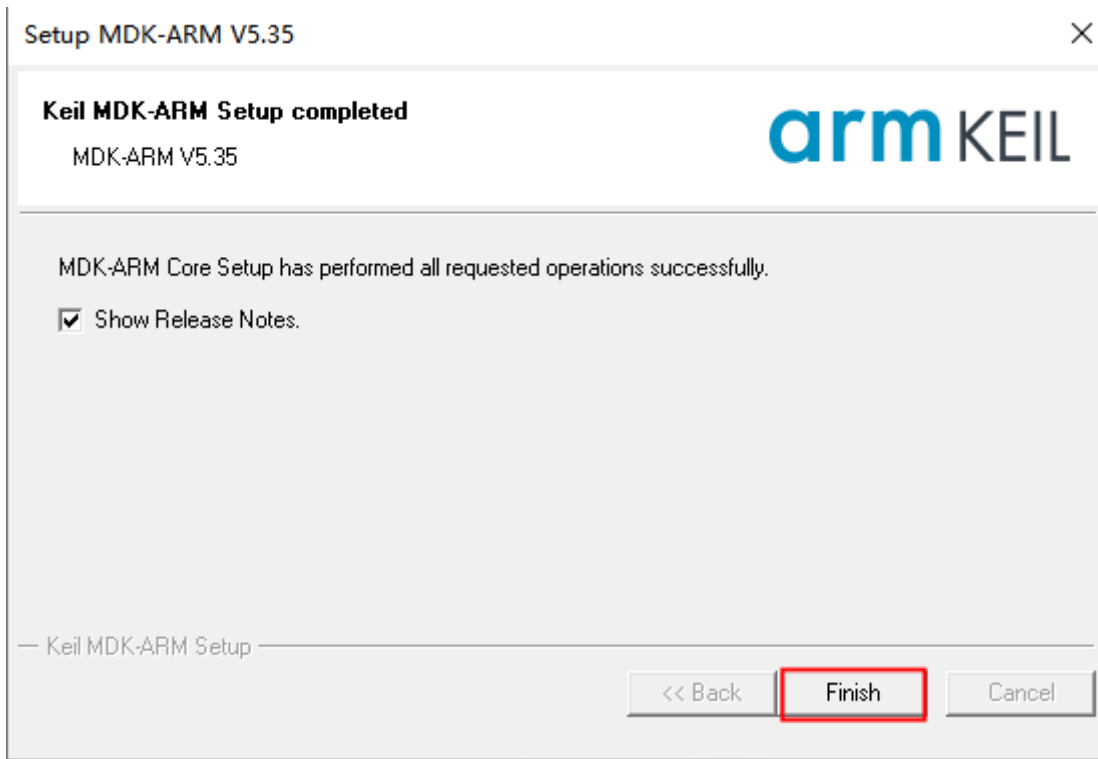 Setup MDK-ARM V5.35
Keil MDK-ARM Setup completed
MDK-ARM V5.35
arm KEIL
MDK-ARM Core Setup has performed all requested operations successfully.
Show Release Notes.
Keil MDK-ARM Setup
<< Back Finish Cancel